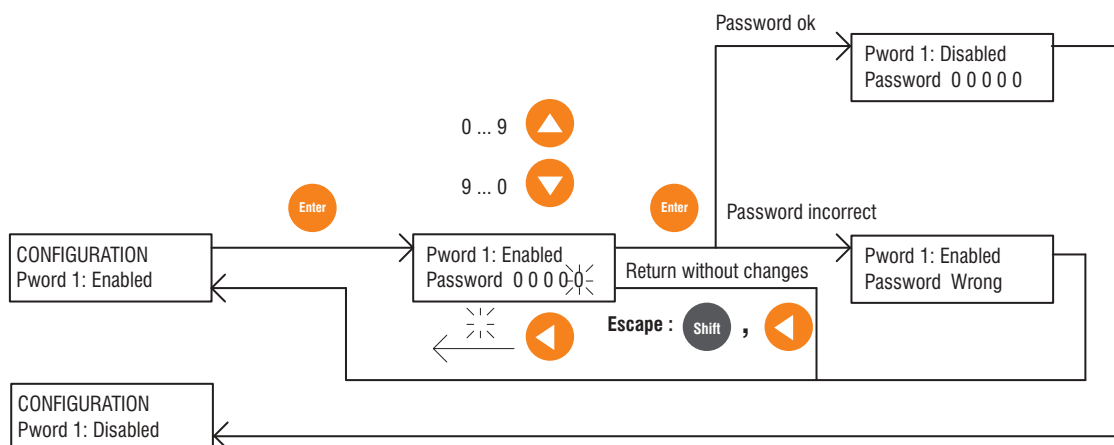 Password ok
Pword 1: Disabled
Password 0 0 0 0 0
0 ... 9
9 ... 0
Enter
Enter
Password incorrect
CONFIGURATION
Pword 1: Enabled
Pword 1: Enabled
Password 0 0 0 0 0
Return without changes
Pword 1: Enabled
Password Wrong
Escape : Shift ,
CONFIGURATION
Pword 1: Disabled